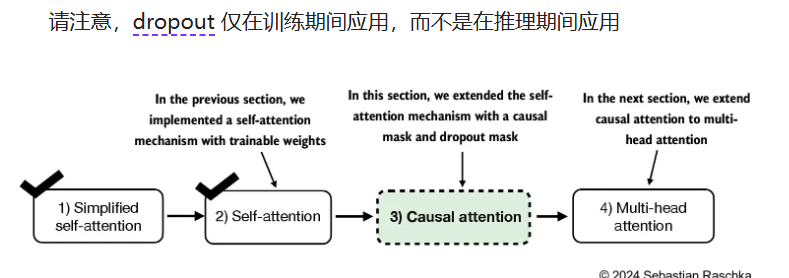 请注意，dropout 仅在训练期间应用，而不是在推理期间应用
In the previous section, we
implemented a self-attention
mechanism with trainable weights
In this section, we extended the self-
attention mechanism with a causal
mask and dropout mask
In the next section, we extend
causal attention to multi-
head attention
1) Simplified
self-attention
2) Self-attention
3) Causal attention
4) Multi-head
attention
© 2024 Sebastian Raschka